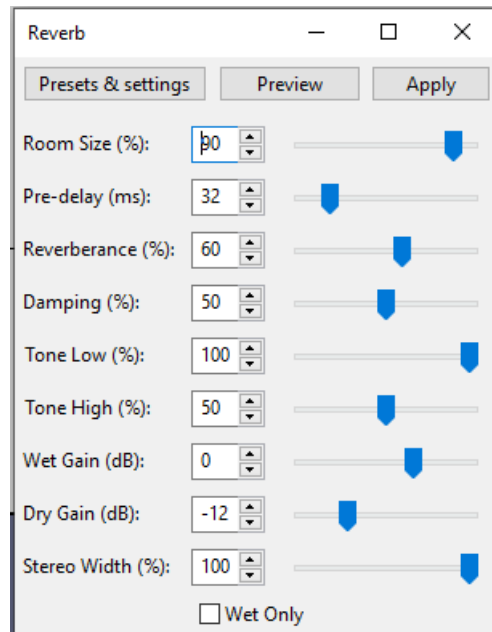 Reverb
Presets & settings Preview Apply
Room Size (%): 90
Pre-delay (ms): 32
Reverberance (%): 60
Damping (%): 50
Tone Low (%): 100
Tone High (%): 50
Wet Gain (dB): 0
Dry Gain (dB): -12
Stereo Width (%): 100
Wet Only